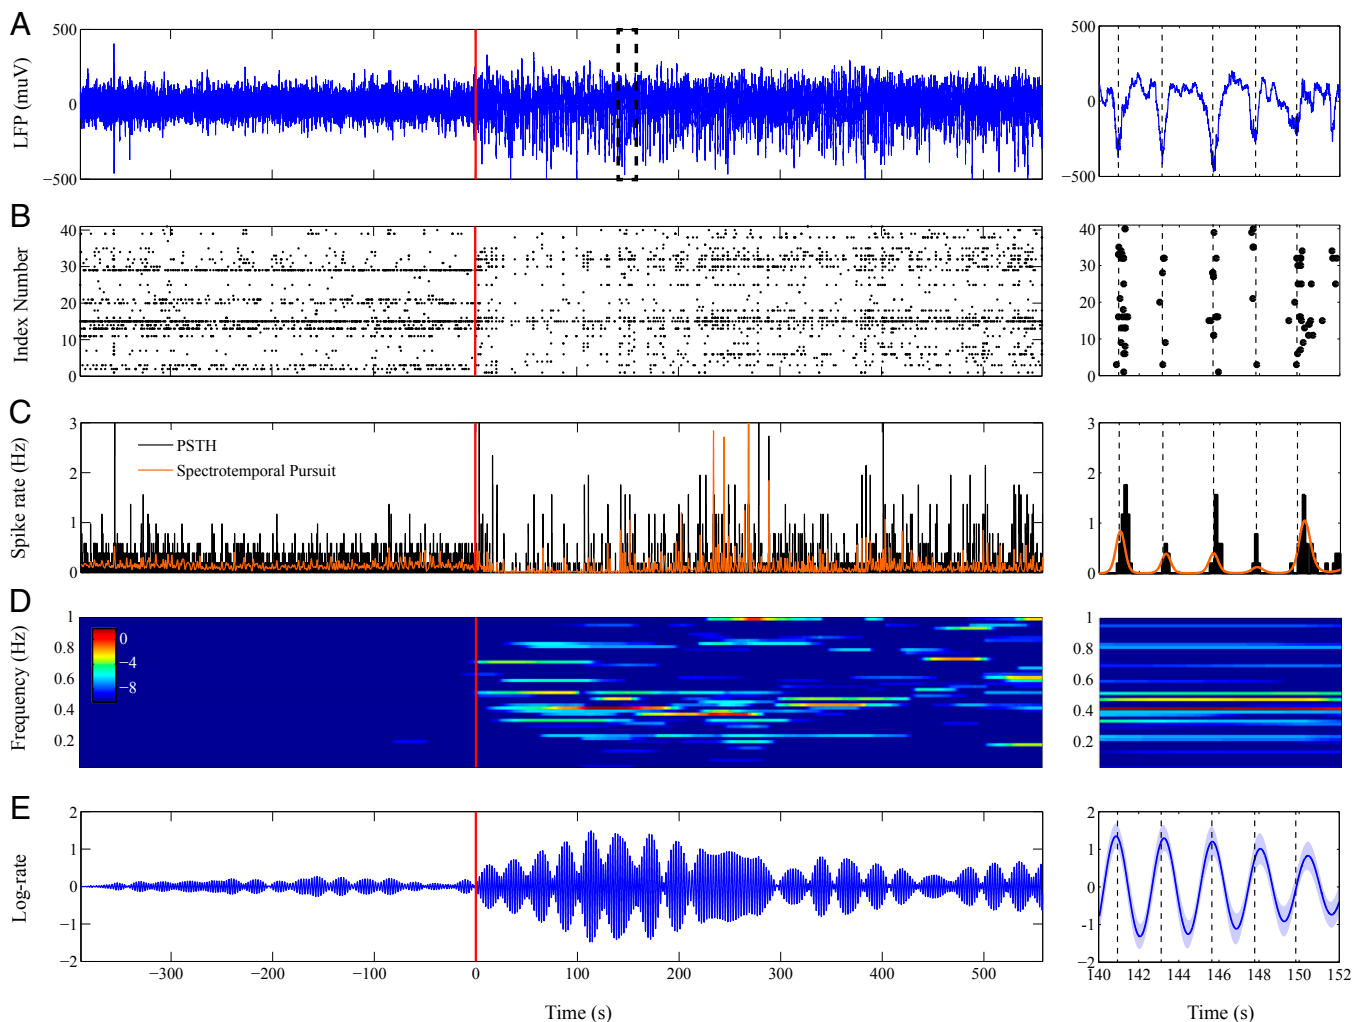 A
LFP (muV)
500
0
−500
500
0
−500
B
Index Number
40
30
20
10
0
40
30
20
10
0
C
Spike rate (Hz)
3
2
1
0
PSTH
Spectrotemporal Pursuit
3
2
1
0
D
Frequency (Hz)
1
0.8
0.6
0.4
0.2
0
−4
−8
1
0.8
0.6
0.4
0.2
E
Log-rate
2
1
0
−1
−2
−300 −200 −100 0 100 200 300 400 500
Time (s)
2
1
0
−1
−2
140 142 144 146 148 150 152
Time (s)